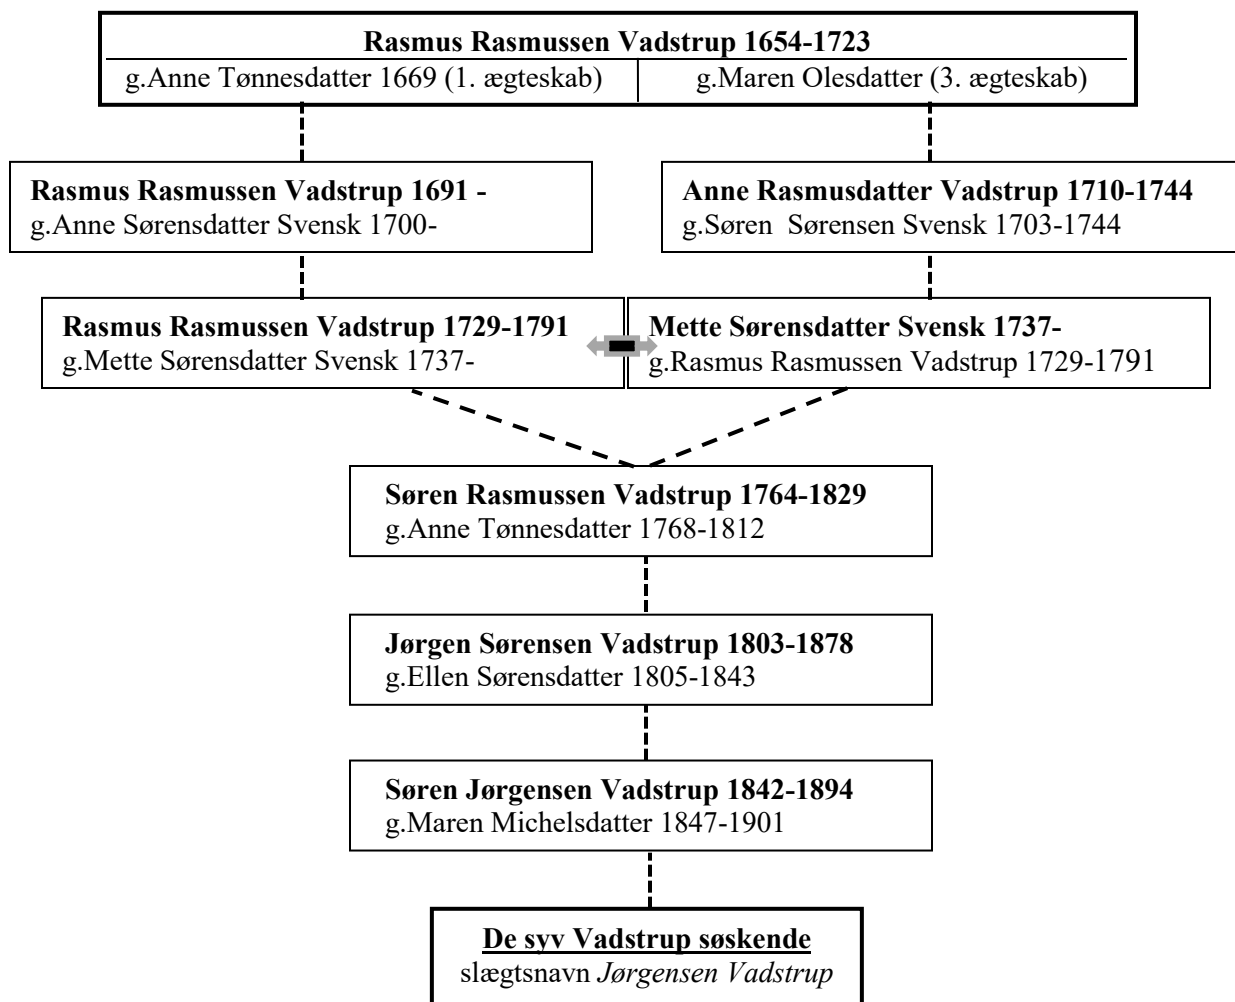 Rasmus Rasmussen Vadstrup 1654-1723
g.Anne Tønnesdatter 1669 (1. ægteskab)
g.Maren Olesdatter (3. ægteskab)
Rasmus Rasmussen Vadstrup 1691 -
g.Anne Sørensdatter Svensk 1700-
Anne Rasmusdatter Vadstrup 1710-1744
g.Søren  Sørensen Svensk 1703-1744
Rasmus Rasmussen Vadstrup 1729-1791
g.Mette Sørensdatter Svensk 1737-
Mette Sørensdatter Svensk 1737-
g.Rasmus Rasmussen Vadstrup 1729-1791
Søren Rasmussen Vadstrup 1764-1829
g.Anne Tønnesdatter 1768-1812
Jørgen Sørensen Vadstrup 1803-1878
g.Ellen Sørensdatter 1805-1843
Søren Jørgensen Vadstrup 1842-1894
g.Maren Michelsdatter 1847-1901
De syv Vadstrup søskende
slægtsnavn Jørgensen Vadstrup